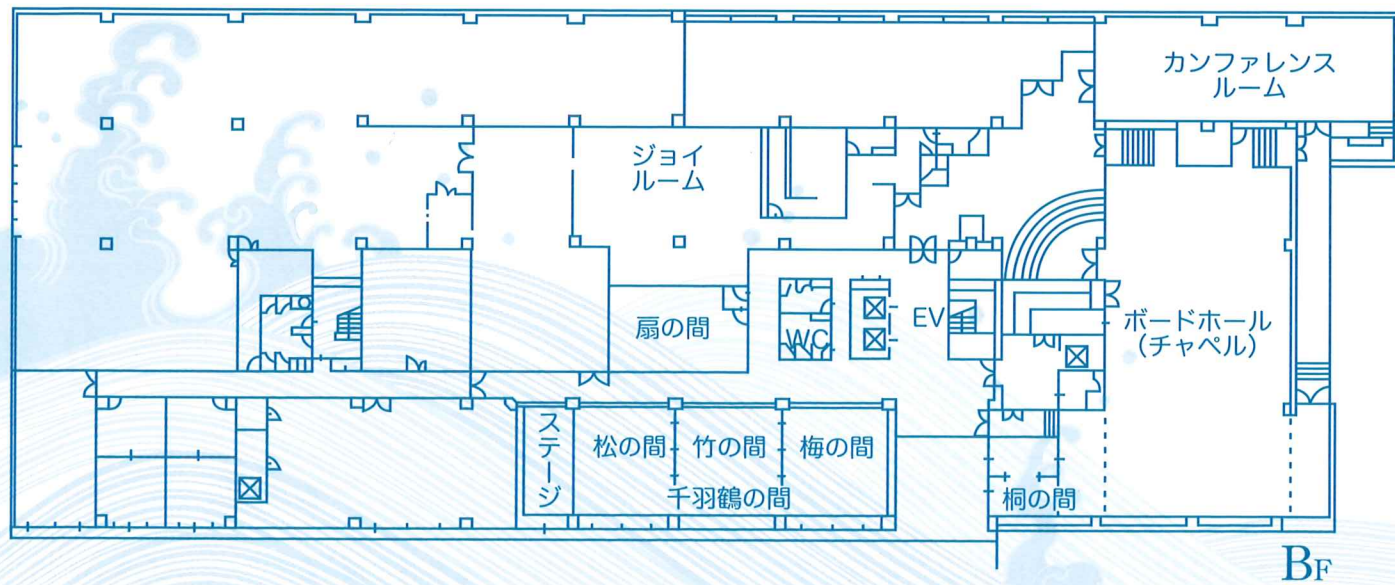 カンファレンス
ルーム
ジョイ
ルーム
扇の間
WC
EV
ボードホール
（チャペル）
ステージ
松の間
竹の間
梅の間
千羽鶴の間
桐の間
BF